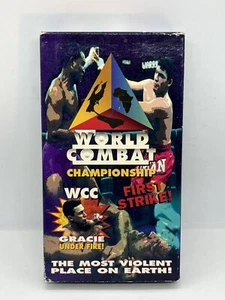 WORLD
COMBAT
CHAMPIONSHIP
WCC
FIRST
STRIKE!
GRACIE
UNDER FIRE!
THE MOST VIOLENT
PLACE ON EARTH!